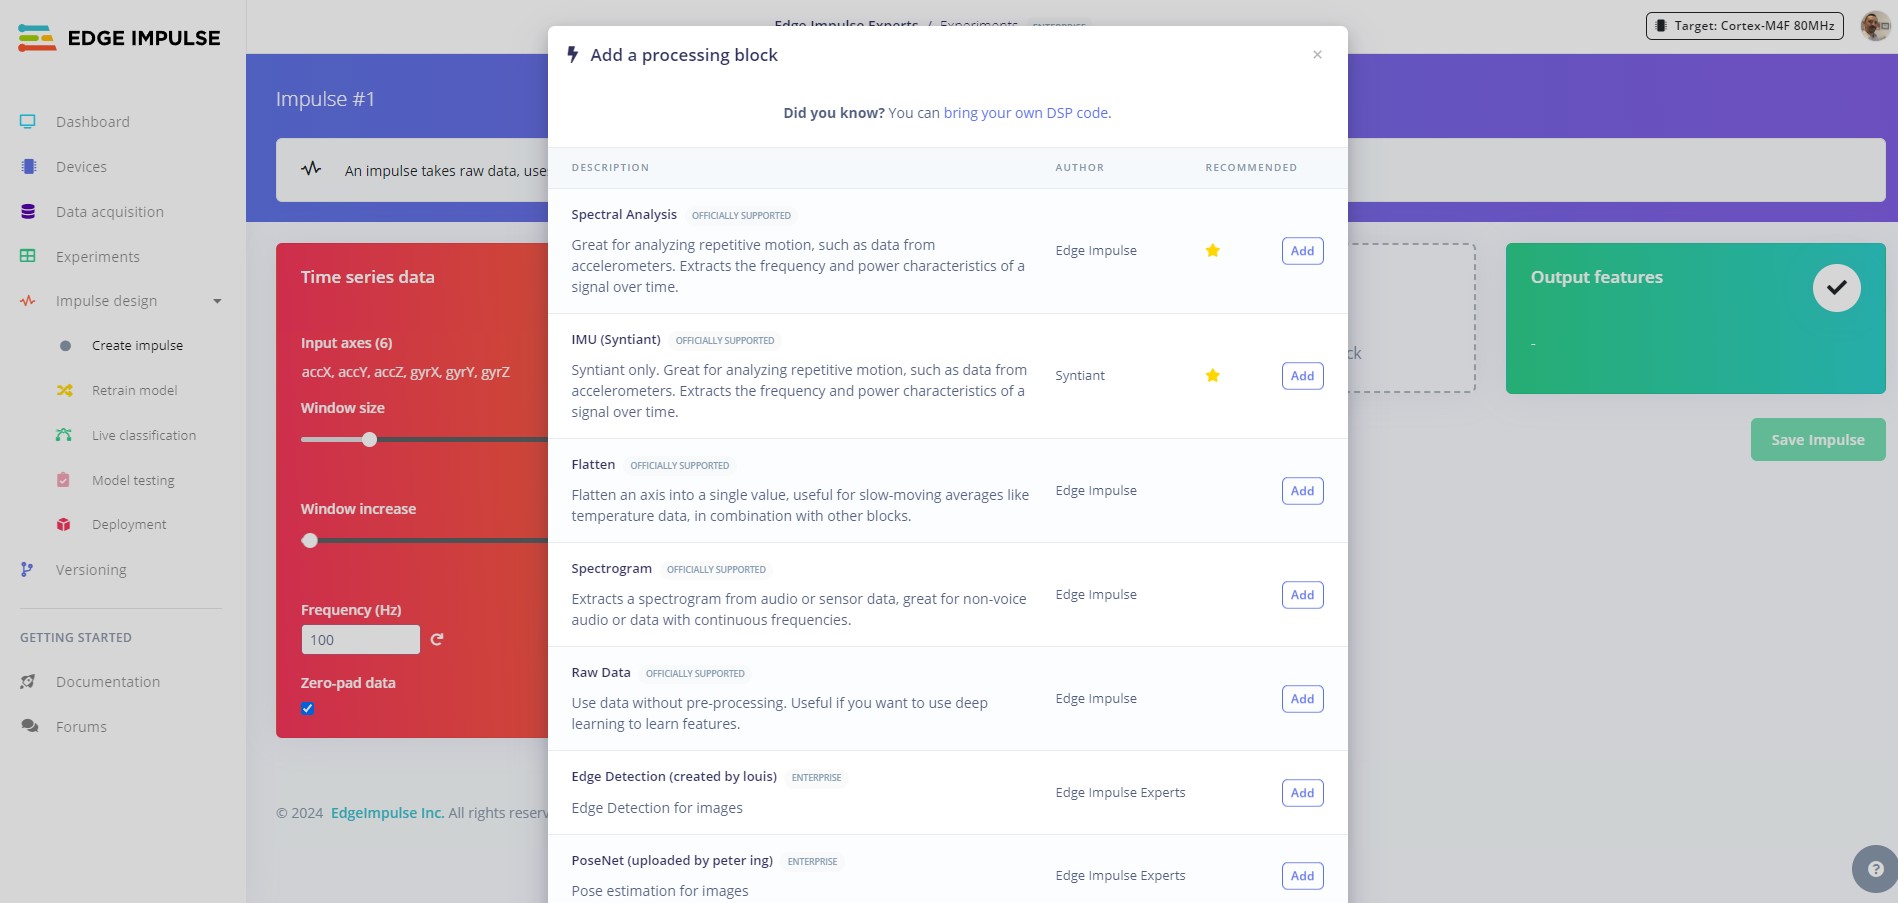 EDGE IMPULSE
Dashboard
Devices
Data acquisition
Experiments
Impulse design
Create impulse
Retrain model
Live classification
Model testing
Deployment
Versioning
GETTING STARTED
Documentation
Forums
Edge Impulse Experts / Experiments ENTERPRISE
Target: Cortex-M4F 80MHz
Impulse #1
An impulse takes raw data, uses
Time series data
Input axes (6)
accX, accY, accZ, gyrX, gyrY, gyrZ
Window size
Window increase
Frequency (Hz)
100
Zero-pad data
© 2024 EdgeImpulse Inc. All rights reserv
Add a processing block
×
Did you know? You can bring your own DSP code.
DESCRIPTION AUTHOR RECOMMENDED
Spectral Analysis OFFICIALLY SUPPORTED
Great for analyzing repetitive motion, such as data from
accelerometers. Extracts the frequency and power characteristics of a
signal over time.
Edge Impulse
Add
IMU (Syntiant) OFFICIALLY SUPPORTED
Syntiant only. Great for analyzing repetitive motion, such as data from
accelerometers. Extracts the frequency and power characteristics of a
signal over time.
Syntiant
Add
Flatten OFFICIALLY SUPPORTED
Flatten an axis into a single value, useful for slow-moving averages like
temperature data, in combination with other blocks.
Edge Impulse
Add
Spectrogram OFFICIALLY SUPPORTED
Extracts a spectrogram from audio or sensor data, great for non-voice
audio or data with continuous frequencies.
Edge Impulse
Add
Raw Data OFFICIALLY SUPPORTED
Use data without pre-processing. Useful if you want to use deep
learning to learn features.
Edge Impulse
Add
Edge Detection (created by louis) ENTERPRISE
Edge Detection for images
Edge Impulse Experts
Add
PoseNet (uploaded by peter ing) ENTERPRISE
Pose estimation for images
Edge Impulse Experts
Add
ck
Output features
-
Save Impulse
?